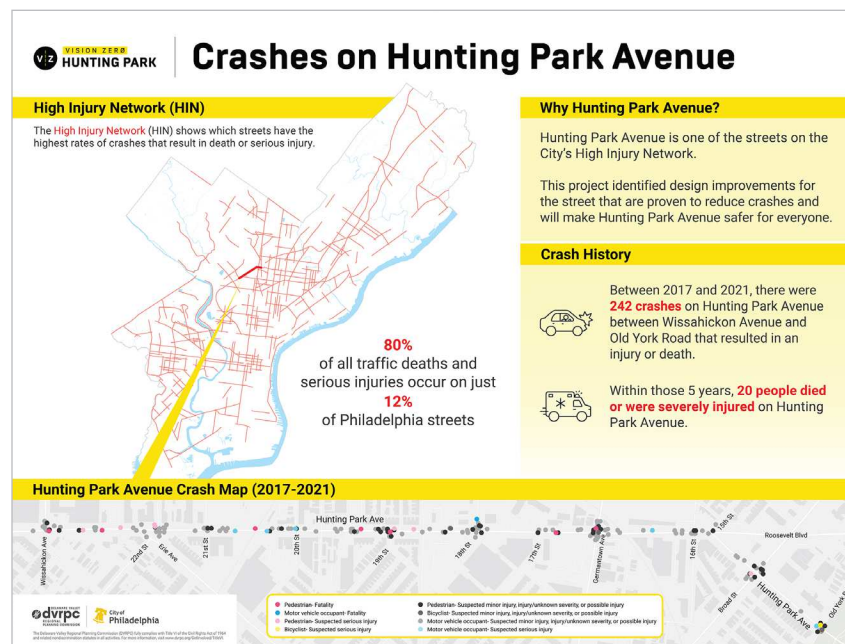 VISION ZERØ
V Z HUNTING PARK
Crashes on Hunting Park Avenue
High Injury Network (HIN)
The High Injury Network (HIN) shows which streets have the
highest rates of crashes that result in death or serious injury.
80%
of all traffic deaths and
serious injuries occur on just
12%
of Philadelphia streets
Why Hunting Park Avenue?
Hunting Park Avenue is one of the streets on the
City's High Injury Network.
This project identified design improvements for
the street that are proven to reduce crashes and
will make Hunting Park Avenue safer for everyone.
Crash History
Between 2017 and 2021, there were
242 crashes on Hunting Park Avenue
between Wissahickon Avenue and
Old York Road that resulted in an
injury or death.
Within those 5 years, 20 people died
or were severely injured on Hunting
Park Avenue.
Hunting Park Avenue Crash Map (2017-2021)
Hunting Park Ave
Wissahickon Ave
22nd St
Erie Ave
21st St
20th St
19th St
18th St
17th St
Germantown Ave
16th St
15th St
Roosevelt Blvd
Broad St
Hunting Park Ave
Old York
Pedestrian- Fatality
Motor vehicle occupant- Fatality
Pedestrian- Suspected serious injury
Bicyclist- Suspected serious injury
Pedestrian- Suspected minor injury, injury/unknown severity, or possible injury
Bicyclist- Suspected minor injury, injury/unknown severity, or possible injury
Motor vehicle occupant- Suspected minor injury, injury/unknown severity, or possible injury
Motor vehicle occupant- Suspected serious injury
dvrpc
DELAWARE VALLEY
REGIONAL
PLANNING COMMISSION
City of
Philadelphia